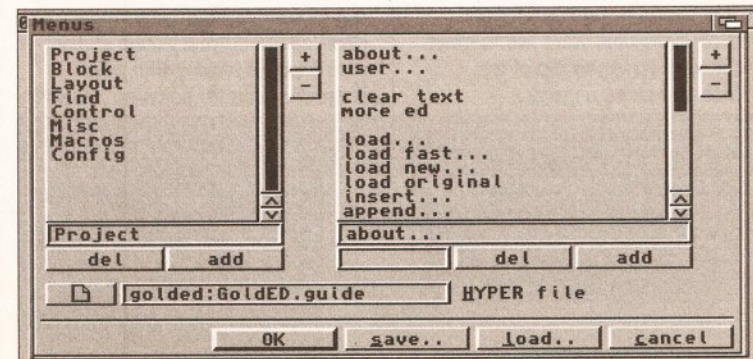 Menus
Project
Block
Layout
Find
Control
Misc
Macros
Config
+
-
Project
del add
about...
user...
clear text
more ed
load...
load fast...
load new...
load original
insert...
append...
+
-
about...
del add
golded:GoldED.guide HYPER file
OK save.. load.. cancel